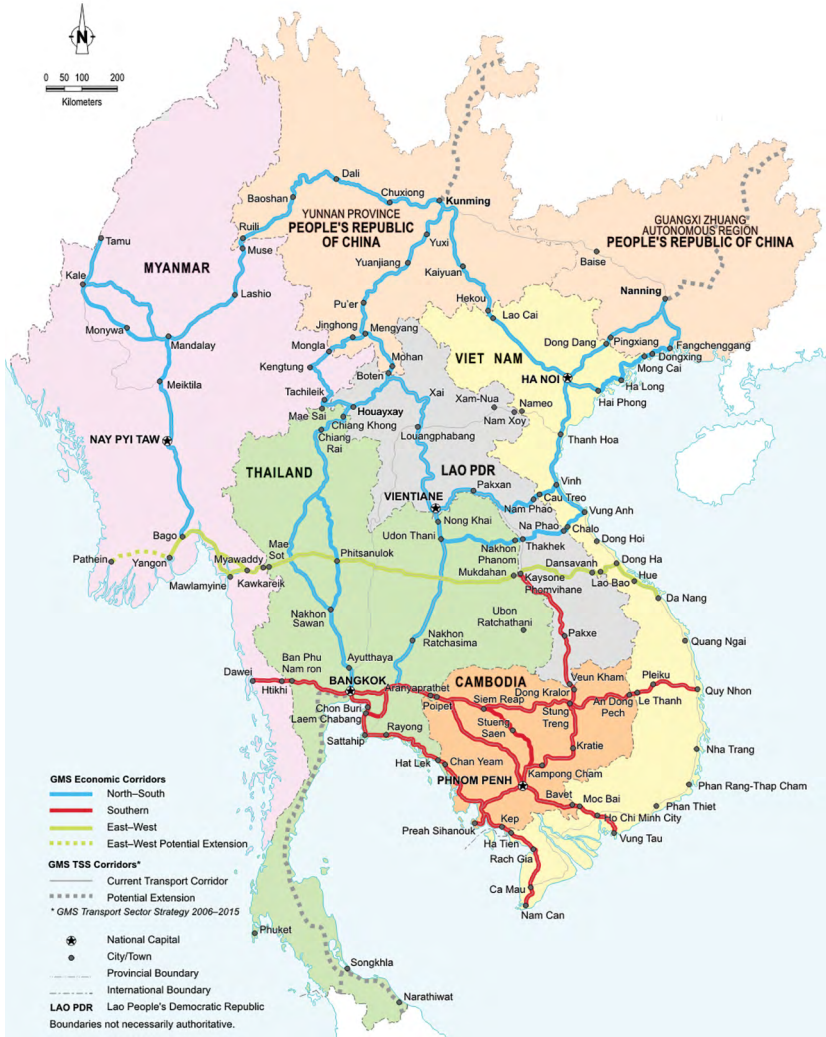 N
0 50 100 200
Kilometers
Dali
Chuxiong
Baoshan
Kunming
YUNNAN PROVINCE
PEOPLE'S REPUBLIC
OF CHINA
GUANGXI ZHUANG
AUTONOMOUS REGION
PEOPLE'S REPUBLIC OF CHINA
Ruili
Muse
Tamu
Yuxi
Baise
MYANMAR
Yuanjiang
Kaiyuan
Kale
Nanning
Lashio
Pu'er
Hekou
Lao Cai
Monywa
Mandalay
Jinghong
Mengyang
Dong Dang
Pingxiang
Fangchenggang
Dongxing
Mong Cai
Mongla
Mohan
VIET NAM
Kengtung
Boten
HA NOI
Ha Long
Meiktila
Tachileik
Xai
Xam-Nua
Nameo
Hai Phong
Mae Sai
Houayxay
Nam Xoy
Chiang Khong
Chiang
Rai
Louangphabang
Thanh Hoa
NAY PYI TAW
THAILAND
LAO PDR
Pakxan
Vinh
VIENTIANE
Cau Treo
Nam Phao
Vung Anh
Nong Khai
Na Phao
Chalo
Bago
Udon Thani
Dong Hoi
Mae
Sot
Nakhon
Phanom
Thakhek
Pathein
Yangon
Myawaddy
Phitsanulok
Dansavanh
Dong Ha
Mukdahan
Kaysone
Phomvihane
Lao Bao
Hue
Mawlamyine
Kawkareik
Da Nang
Nakhon
Sawan
Ubon
Ratchathani
Pakxe
Nakhon
Ratchasima
Quang Ngai
Ban Phu
Nam ron
Ayutthaya
Dawei
BANGKOK
CAMBODIA
Veun Kham
Pleiku
Htikhi
Aranyaprathet
Dong Kralor
Poipet
Siem Reap
An Dong
Pech
Le Thanh
Quy Nhon
Chon Buri
Laem Chabang
Stueng
Saen
Stung
Treng
Rayong
Sattahip
Kratie
Nha Trang
Hat Lek
Chan Yeam
Kampong Cham
GMS Economic Corridors
PHNOM PENH
Bavet
Moc Bai
Phan Rang-Thap Cham
North–South
Phan Thiet
Southern
Preah Sihanouk
Kep
Ho Chi Minh City
East–West
Ha Tien
Vung Tau
East–West Potential Extension
Rach Gia
GMS TSS Corridors*
Current Transport Corridor
Ca Mau
Potential Extension
Nam Can
* GMS Transport Sector Strategy 2006–2015
Phuket
National Capital
City/Town
Songkhla
Provincial Boundary
International Boundary
Narathiwat
LAO PDR Lao People's Democratic Republic
Boundaries not necessarily authoritative.